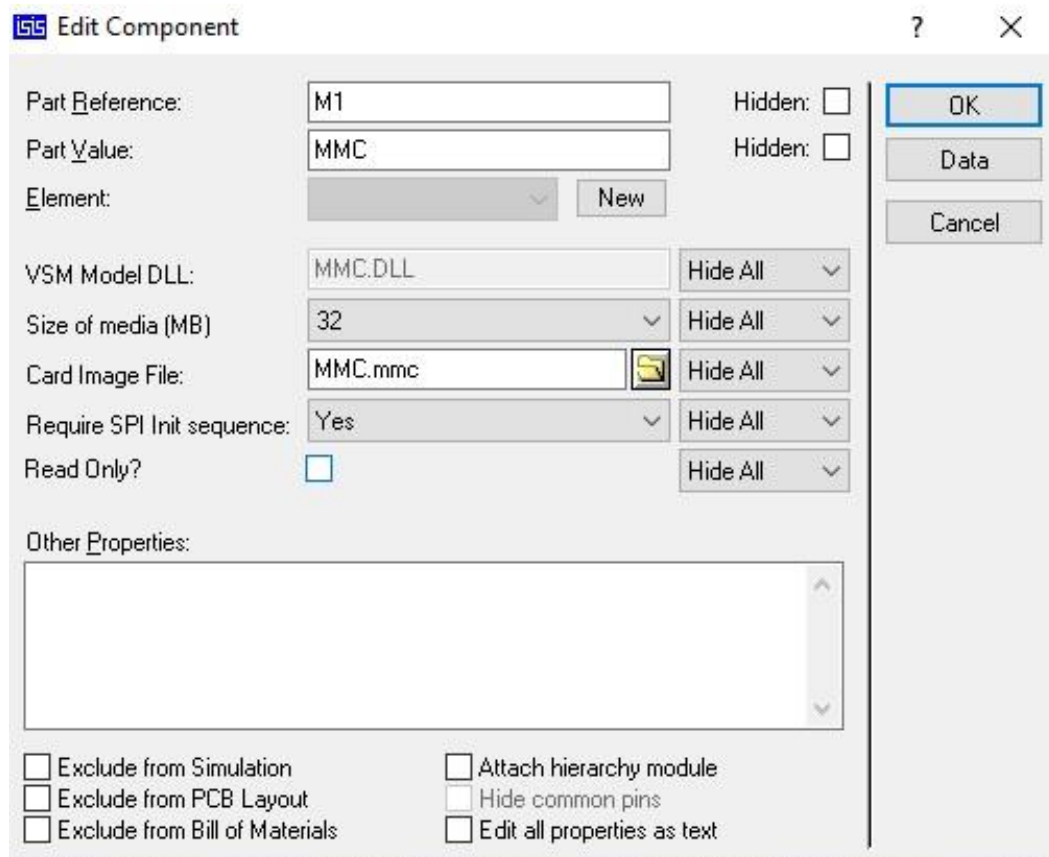 ISIS Edit Component ? ×
Part Reference: M1 Hidden:
Part Value: MMC Hidden:
Element: New
VSM Model DLL: MMC.DLL Hide All
Size of media (MB) 32 Hide All
Card Image File: MMC.mmc Hide All
Require SPI Init sequence: Yes Hide All
Read Only? Hide All
Other Properties:
Exclude from Simulation Attach hierarchy module
Exclude from PCB Layout Hide common pins
Exclude from Bill of Materials Edit all properties as text
OK
Data
Cancel